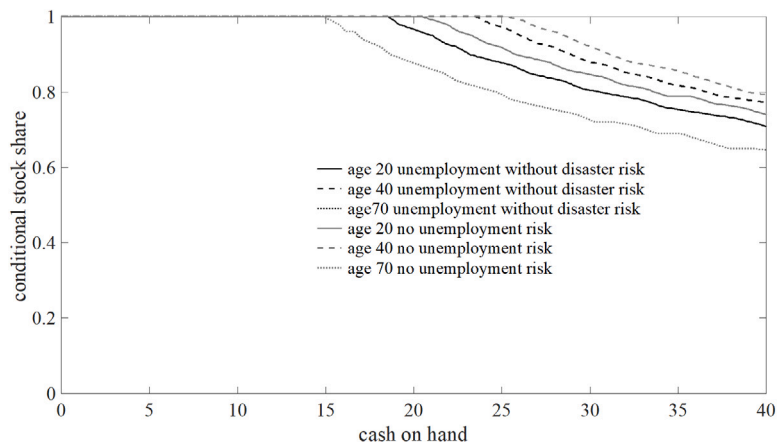 1
0.8
0.6
0.4
0.2
0
conditional stock share
age 20 unemployment without disaster risk
age 40 unemployment without disaster risk
age70 unemployment without disaster risk
age 20 no unemployment risk
age 40 no unemployment risk
age 70 no unemployment risk
0 5 10 15 20 25 30 35 40
cash on hand